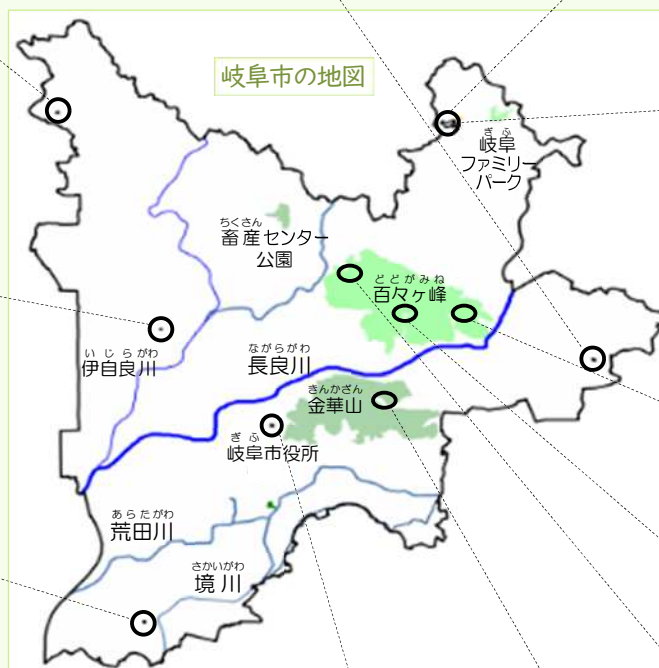 岐阜市の地図
ぎふ
岐阜
ファミリー
パーク
ちくさん
畜産センター
公園
どどがみね
百々ヶ峰
いじらがわ
伊自良川
ながらがわ
長良川
きんかざん
金華山
ぎふ
岐阜市役所
あらたがわ
荒田川
さかいがわ
境川